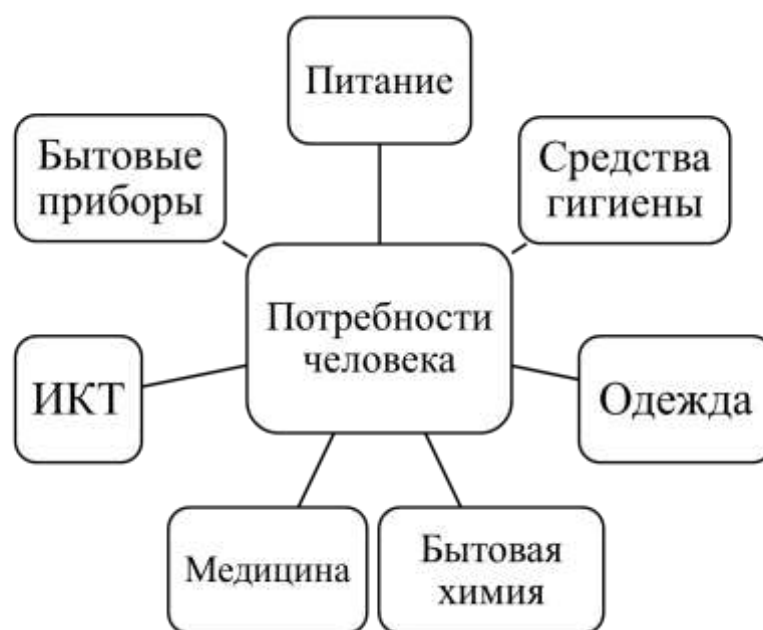 Питание
Бытовые
приборы
Средства
гигиены
Потребности
человека
ИКТ
Одежда
Медицина
Бытовая
химия